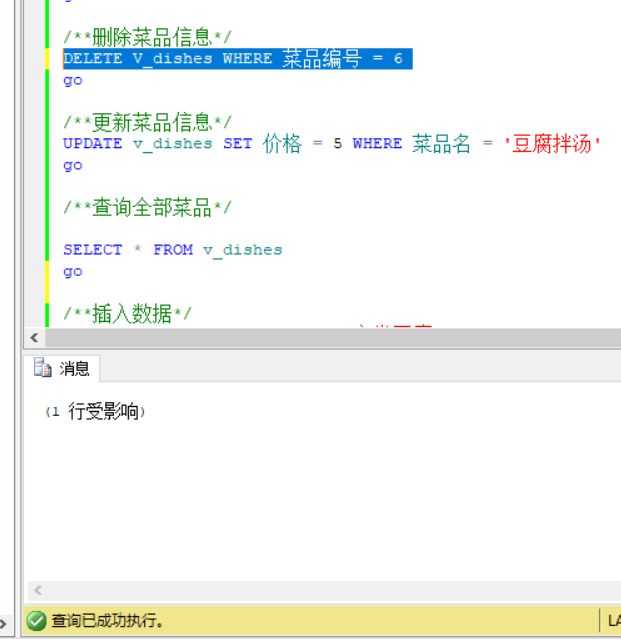 go
/**删除菜品信息*/
DELETE V_dishes WHERE 菜品编号 = 6
go
/**更新菜品信息*/
UPDATE v_dishes SET 价格 = 5 WHERE 菜品名 = '豆腐拌汤'
go
/**查询全部菜品*/
SELECT * FROM v_dishes
go
/**插入数据*/
消息
(1 行受影响)
查询已成功执行。
LA